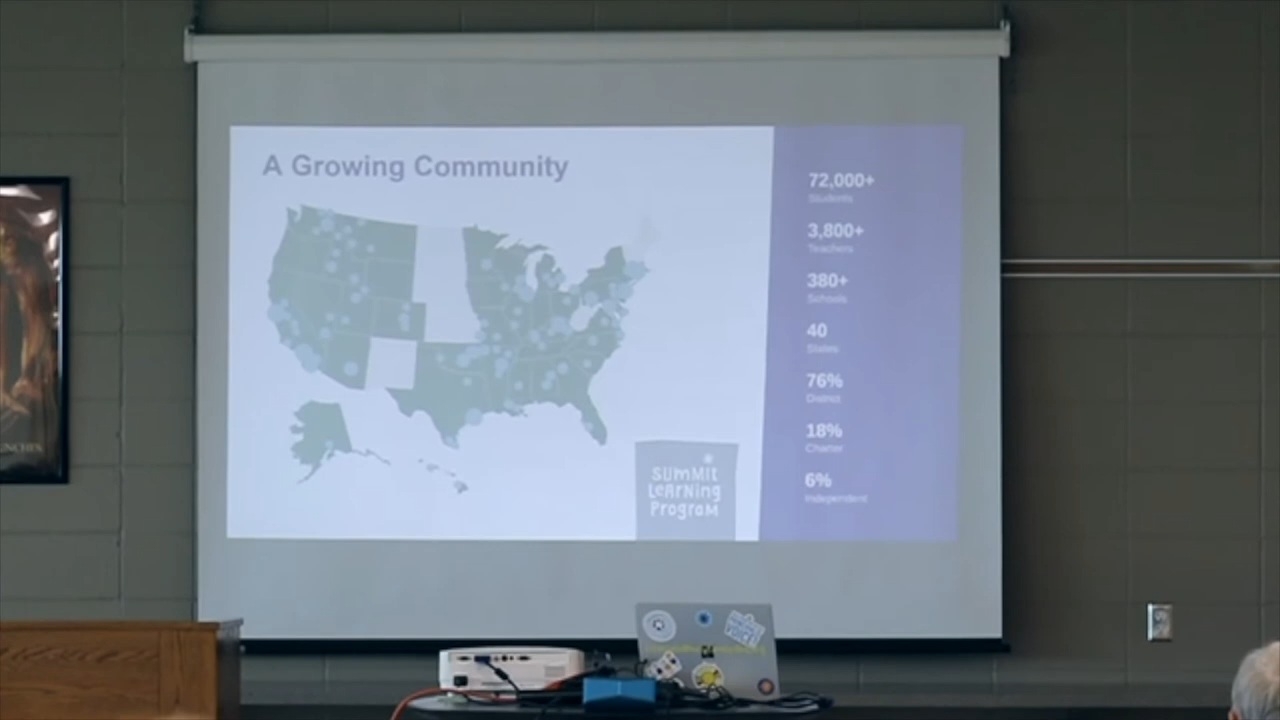 A Growing Community
72,000+
Students
3,800+
Teachers
380+
Schools
40
States
76%
District
18%
Charter
6%
Independent
SUMMIT
LEARNING
PROGRAM